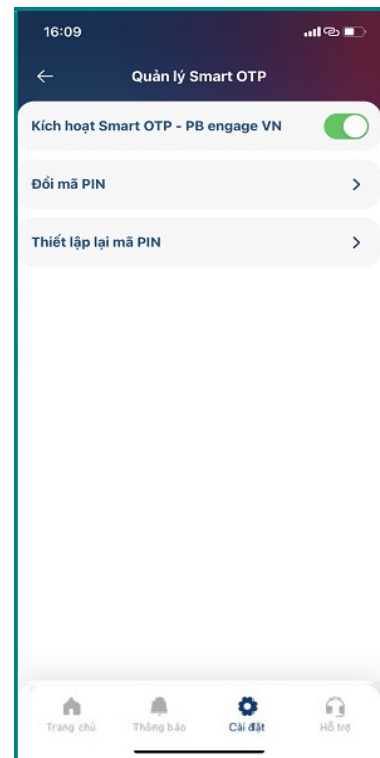 16:09
Quản lý Smart OTP
Kích hoạt Smart OTP - PB engage VN
Đổi mã PIN
Thiết lập lại mã PIN
Trang chủ
Thông báo
Cài đặt
Hỗ trợ